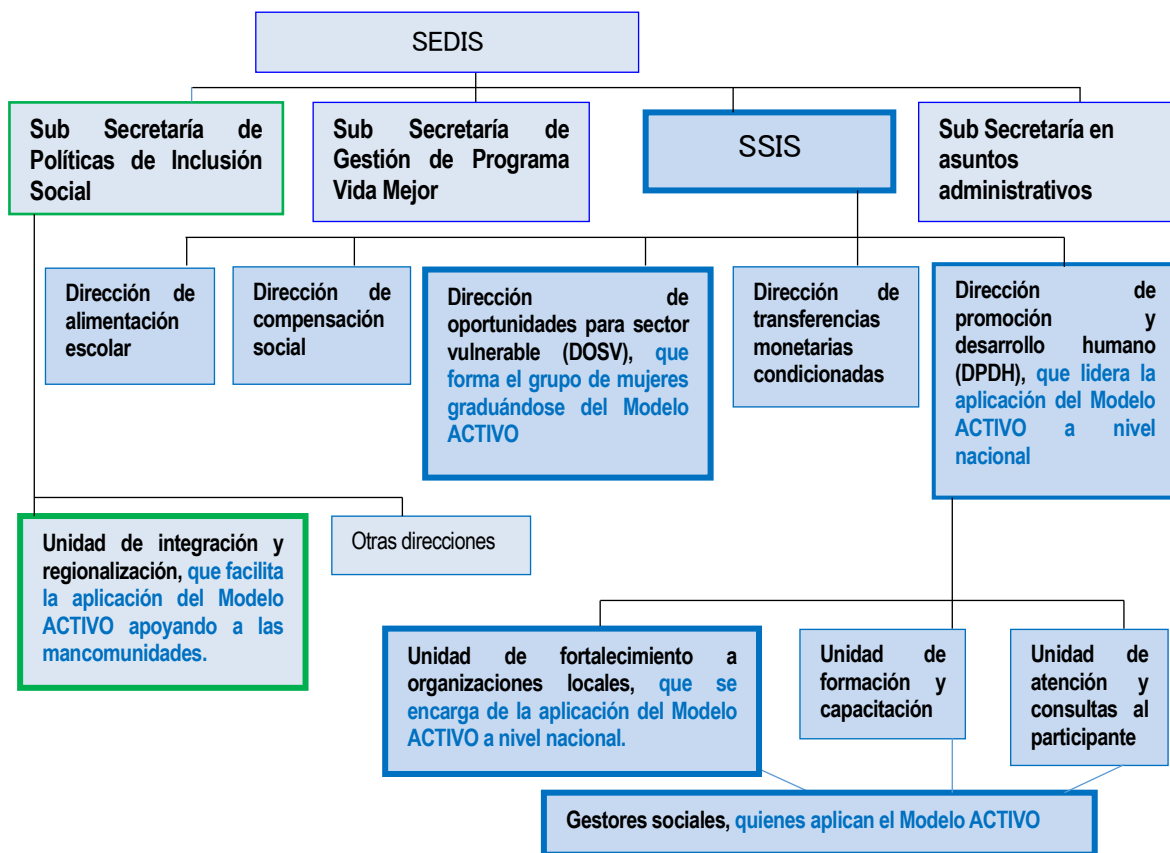 SEDIS
Sub Secretaría de
Políticas de Inclusión
Social
Sub Secretaría de
Gestión de Programa
Vida Mejor
SSIS
Sub Secretaría en
asuntos
administrativos
Dirección de
alimentación
escolar
Dirección de
compensación
social
Dirección de
oportunidades para sector
vulnerable (DOSV), que
forma el grupo de mujeres
graduándose del Modelo
ACTIVO
Dirección de
transferencias
monetarias
condicionadas
Dirección de
promoción y
desarrollo humano
(DPDH), que lidera la
aplicación del Modelo
ACTIVO a nivel
nacional
Unidad de integración y
regionalización, que facilita
la aplicación del Modelo
ACTIVO apoyando a las
mancomunidades.
Otras direcciones
Unidad de fortalecimiento a
organizaciones locales, que se
encarga de la aplicación del Modelo
ACTIVO a nivel nacional.
Unidad de
formación y
capacitación
Unidad de
atención y
consultas al
participante
Gestores sociales, quienes aplican el Modelo ACTIVO